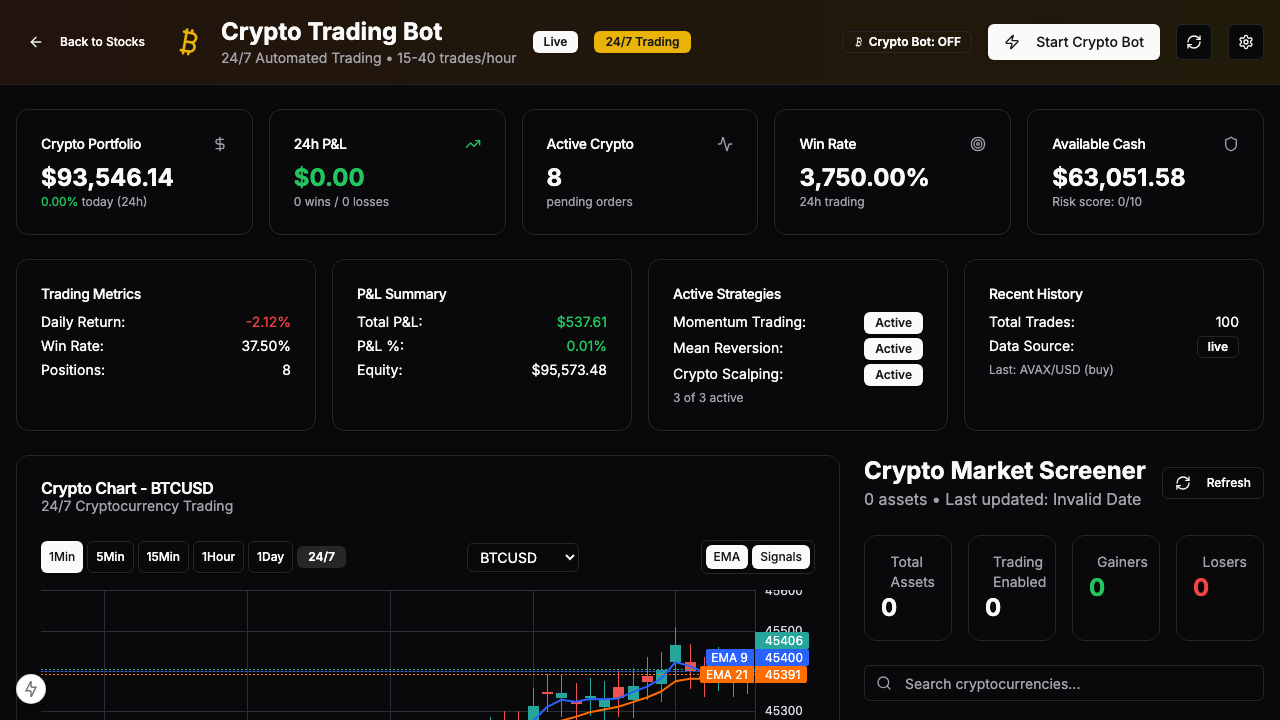 Back to Stocks
Crypto Trading Bot
24/7 Automated Trading • 15-40 trades/hour
Live
24/7 Trading
Crypto Bot: OFF
Start Crypto Bot
Crypto Portfolio
$93,546.14
0.00% today (24h)
24h P&L
$0.00
0 wins / 0 losses
Active Crypto
8
pending orders
Win Rate
3,750.00%
24h trading
Available Cash
$63,051.58
Risk score: 0/10
Trading Metrics
Daily Return: -2.12%
Win Rate: 37.50%
Positions: 8
P&L Summary
Total P&L: $537.61
P&L %: 0.01%
Equity: $95,573.48
Active Strategies
Momentum Trading: Active
Mean Reversion: Active
Crypto Scalping: Active
3 of 3 active
Recent History
Total Trades: 100
Data Source: live
Last: AVAX/USD (buy)
Crypto Chart - BTCUSD
24/7 Cryptocurrency Trading
1Min 5Min 15Min 1Hour 1Day 24/7
BTCUSD
EMA Signals
45600
45500
45406
EMA 9 45400
EMA 21 45391
45300
Crypto Market Screener
0 assets • Last updated: Invalid Date
Refresh
Total Assets
0
Trading Enabled
0
Gainers
0
Losers
0
Search cryptocurrencies...